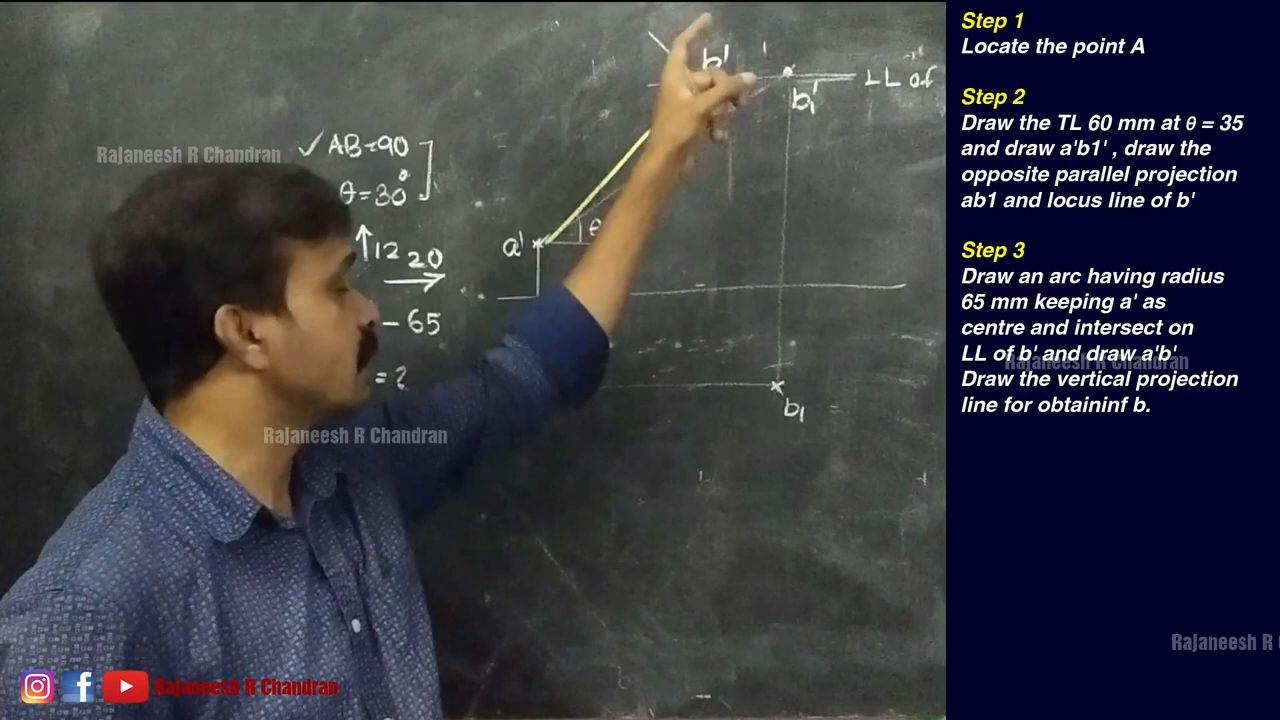 Step 1
Locate the point A
Step 2
Draw the TL 60 mm at θ = 35
and draw a'b1' , draw the
opposite parallel projection
ab1 and locus line of b'
Step 3
Draw an arc having radius
65 mm keeping a' as
centre and intersect on
LL of b' and draw a'b'
Draw the vertical projection
line for obtaininf b.
✓ AB=90
θ=30°
↑12 20
→
- 65
= ?
a'
θ
b'
b1'
LL of
b1
Rajaneesh R Chandran
Rajaneesh R Chandran
Rajaneesh R Chandran
Rajaneesh R
Rajaneesh R Chandran